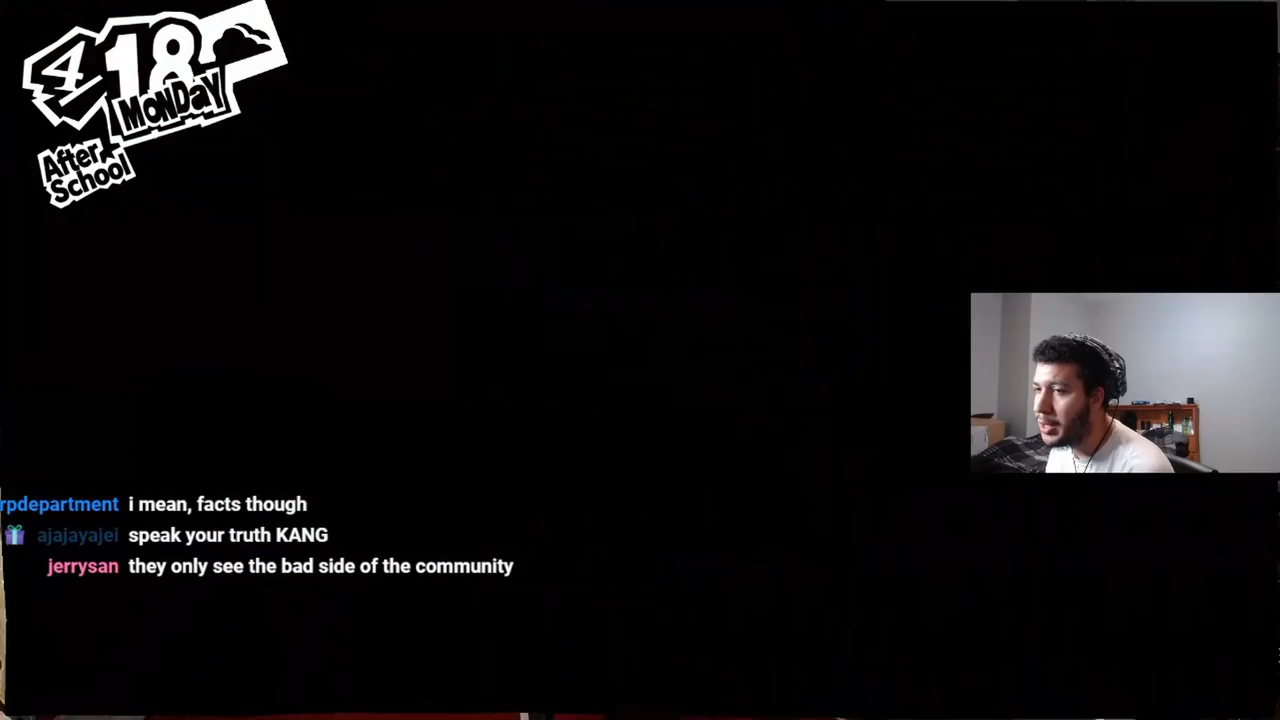 4 18
MONDAY
After
School
rpdepartment i mean, facts though
ajajayajei speak your truth KANG
jerrysan they only see the bad side of the community